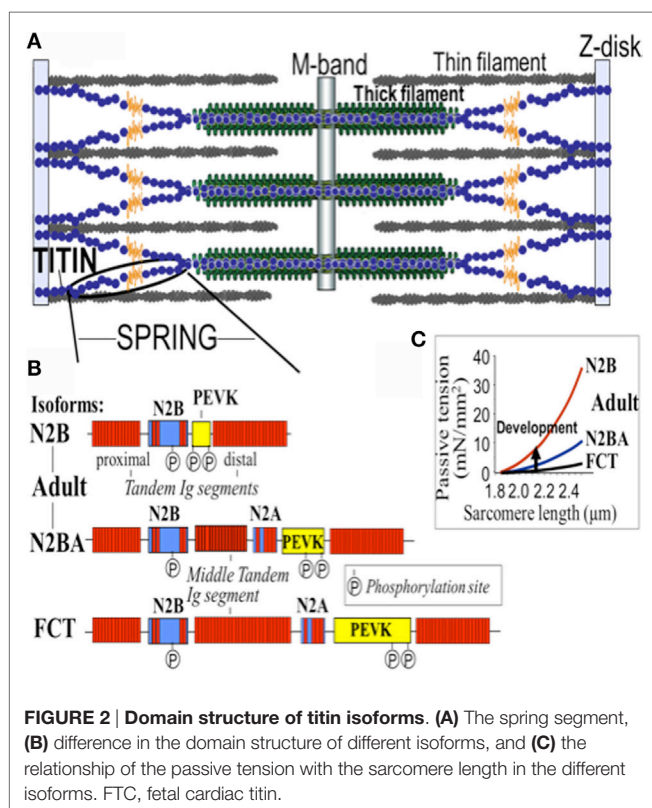 A
M-band
Thin filament
Z-disk
Thick filament
TITIN
SPRING
B
Isoforms:
N2B
PEVK
N2B
P P P
proximal
distal
Tandem Ig segments
Adult
N2B
N2A
N2BA
PEVK
P
P P
Middle Tandem
Ig segment
P Phosphorylation site
N2B
N2A
FCT
PEVK
P
P P
C
Passive tension
(mN/mm²)
40
30
20
10
0
N2B
Adult
Development
N2BA
FCT
1.8 2.0 2.2 2.4
Sarcomere length (µm)
FIGURE 2 | Domain structure of titin isoforms. (A) The spring segment,
(B) difference in the domain structure of different isoforms, and (C) the
relationship of the passive tension with the sarcomere length in the different
isoforms. FTC, fetal cardiac titin.